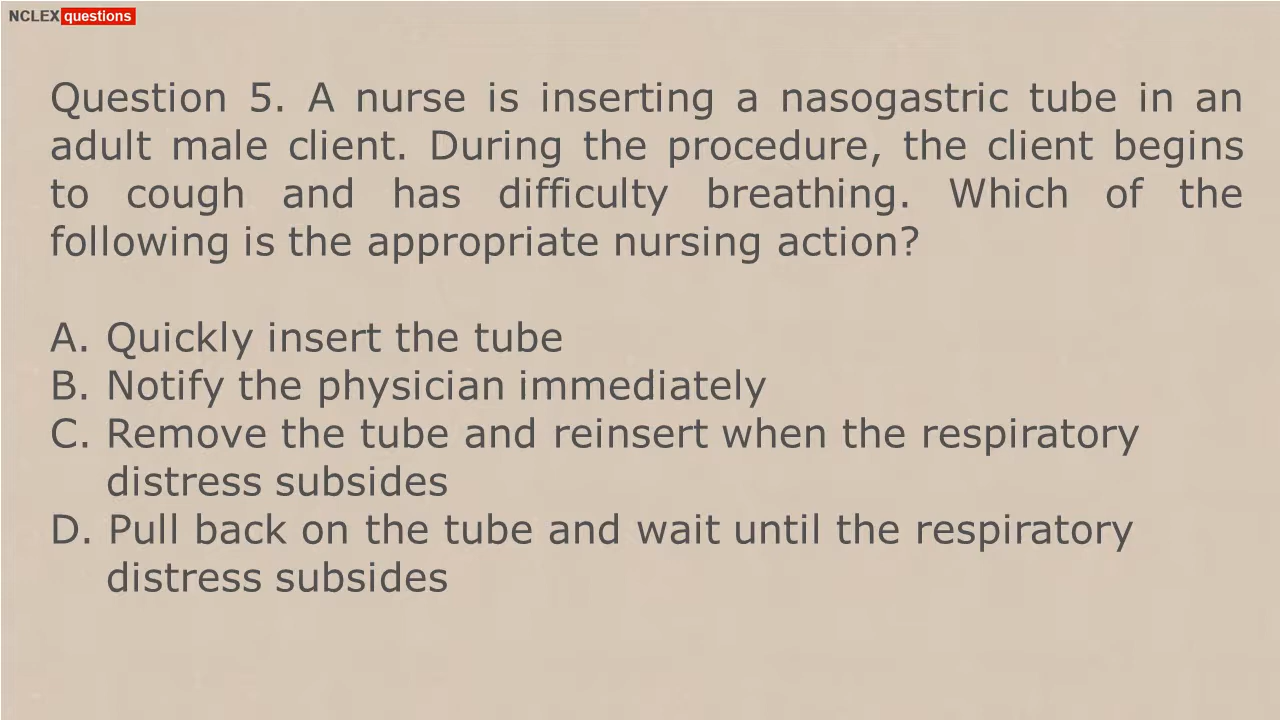 NCLEX questions
Question 5. A nurse is inserting a nasogastric tube in an
adult male client. During the procedure, the client begins
to cough and has difficulty breathing. Which of the
following is the appropriate nursing action?
A. Quickly insert the tube
B. Notify the physician immediately
C. Remove the tube and reinsert when the respiratory
distress subsides
D. Pull back on the tube and wait until the respiratory
distress subsides